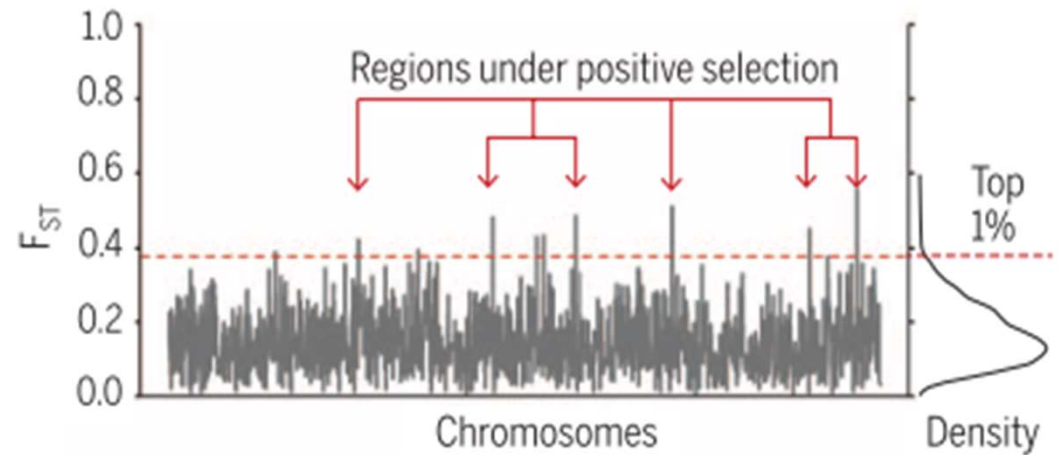 1.0
Regions under positive selection
0.8
0.6
Top
1%
F_ST
0.4
0.2
0.0
Chromosomes
Density